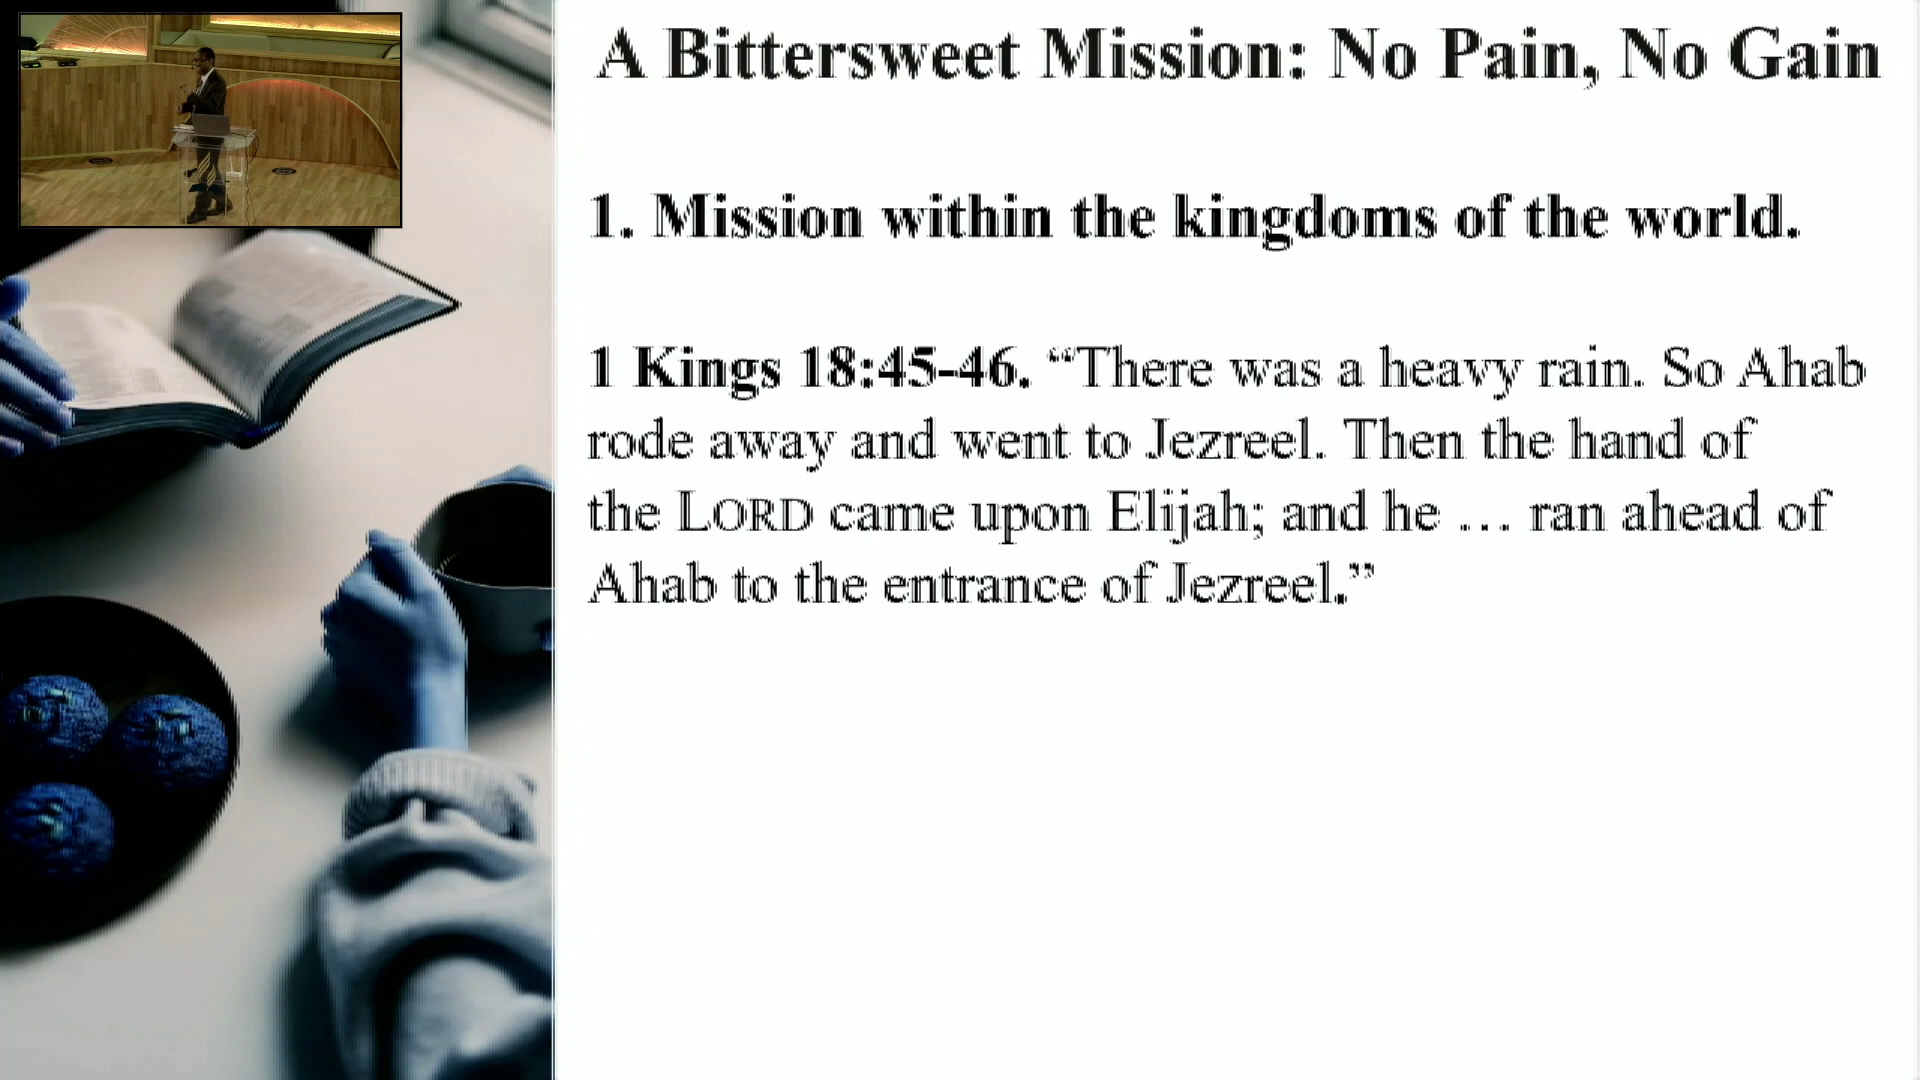 A Bittersweet Mission: No Pain, No Gain
1. Mission within the kingdoms of the world.
1 Kings 18:45-46. “There was a heavy rain. So Ahab
rode away and went to Jezreel. Then the hand of
the LORD came upon Elijah; and he … ran ahead of
Ahab to the entrance of Jezreel.”